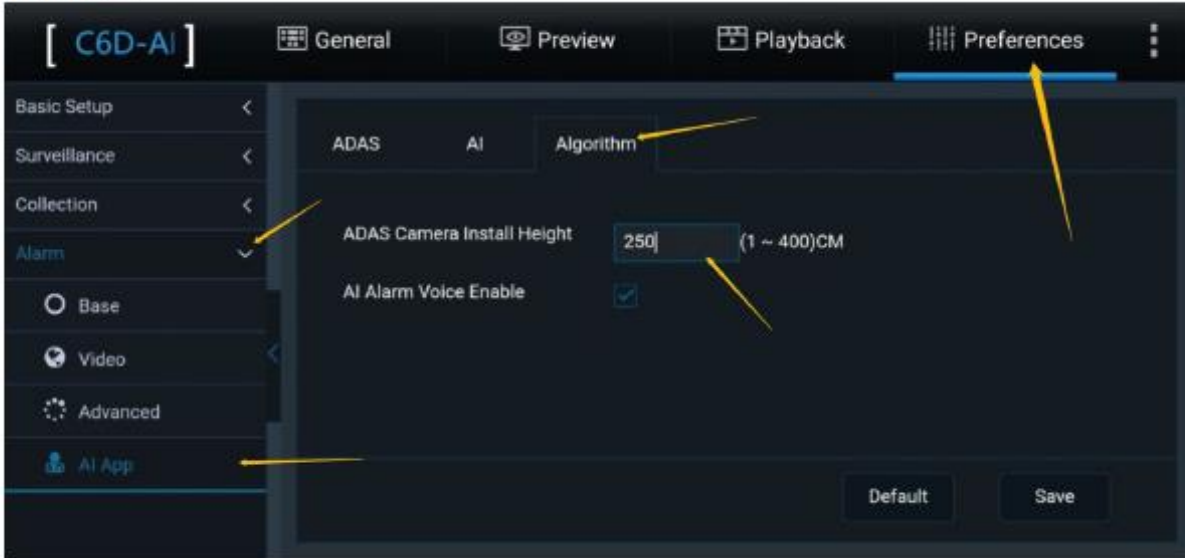 [ C6D-AI ] General Preview Playback Preferences
Basic Setup
Surveillance
Collection
Alarm
Base
Video
Advanced
AI App
ADAS AI Algorithm
ADAS Camera Install Height 250 (1 ~ 400)CM
AI Alarm Voice Enable
Default Save